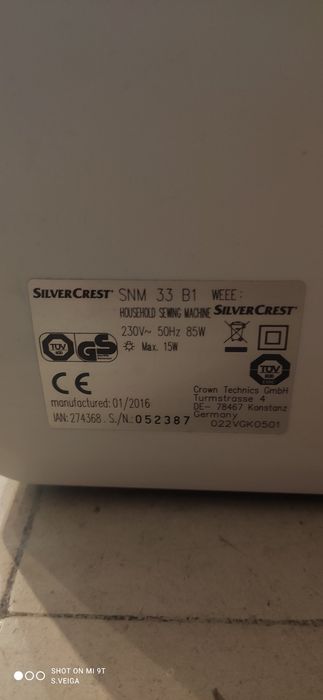 SILVERCREST® SNM 33 B1 WEEE:
HOUSEHOLD SEWING MACHINE SILVERCREST®
230V~ 50Hz 85W
Max. 15W
TÜV
GS
TÜV
CE
Crown Technics GmbH
Turmstrasse 4
manufactured: 01/2016
DE- 78467 Konstanz
Germany
IAN: 274368. S./N.: 052387
022VGK0501
SHOT ON MI 9T
S.VEIGA